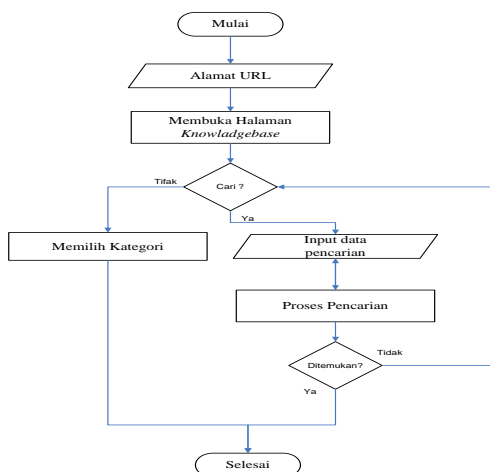 Mulai
Alamat URL
Membuka Halaman
Knowladgebase
Cari ?
Tifak
Ya
Memilih Kategori
Input data
pencarian
Proses Pencarian
Ditemukan?
Tidak
Ya
Selesai